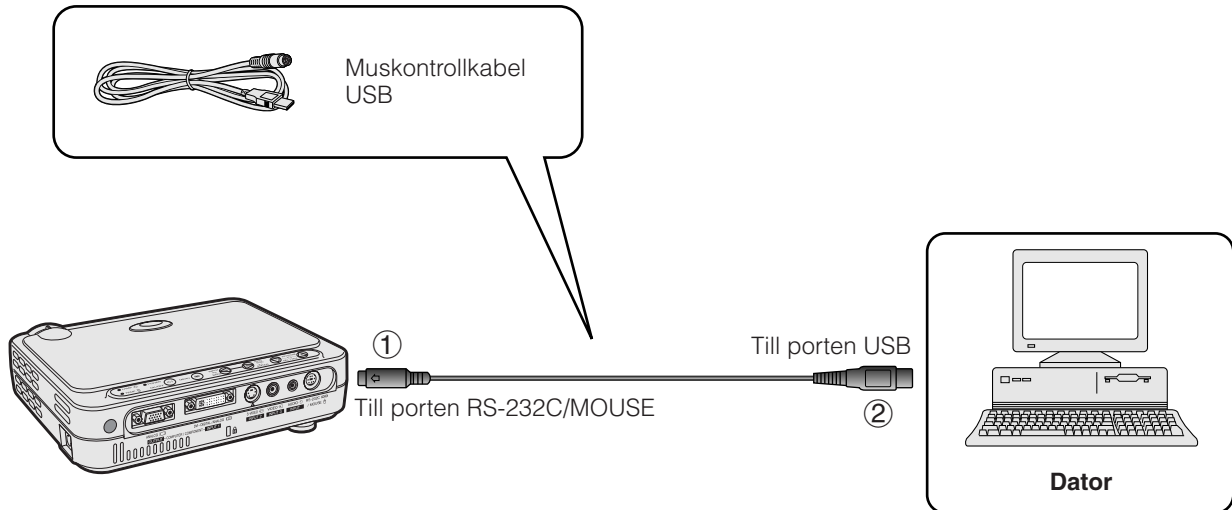 Muskontrollkabel
USB
①
Till porten USB
Till porten RS-232C/MOUSE
②
Dator